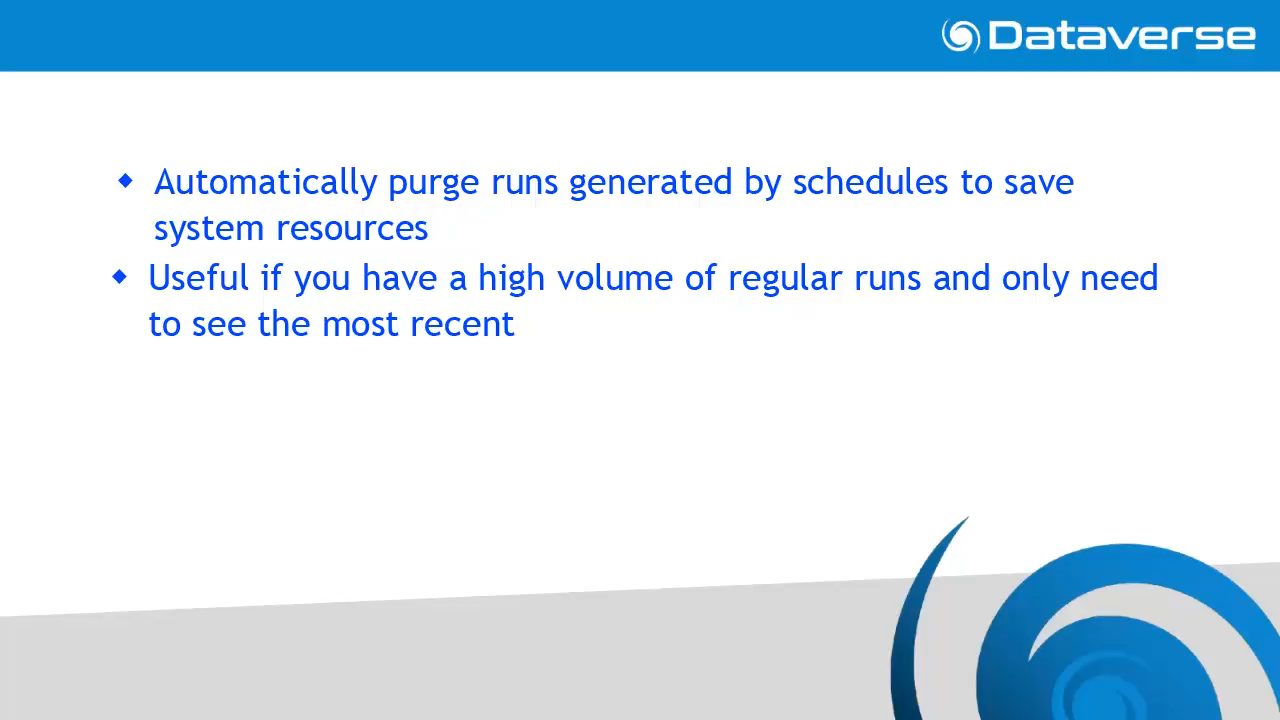 Dataverse
Automatically purge runs generated by schedules to save
system resources
Useful if you have a high volume of regular runs and only need
to see the most recent